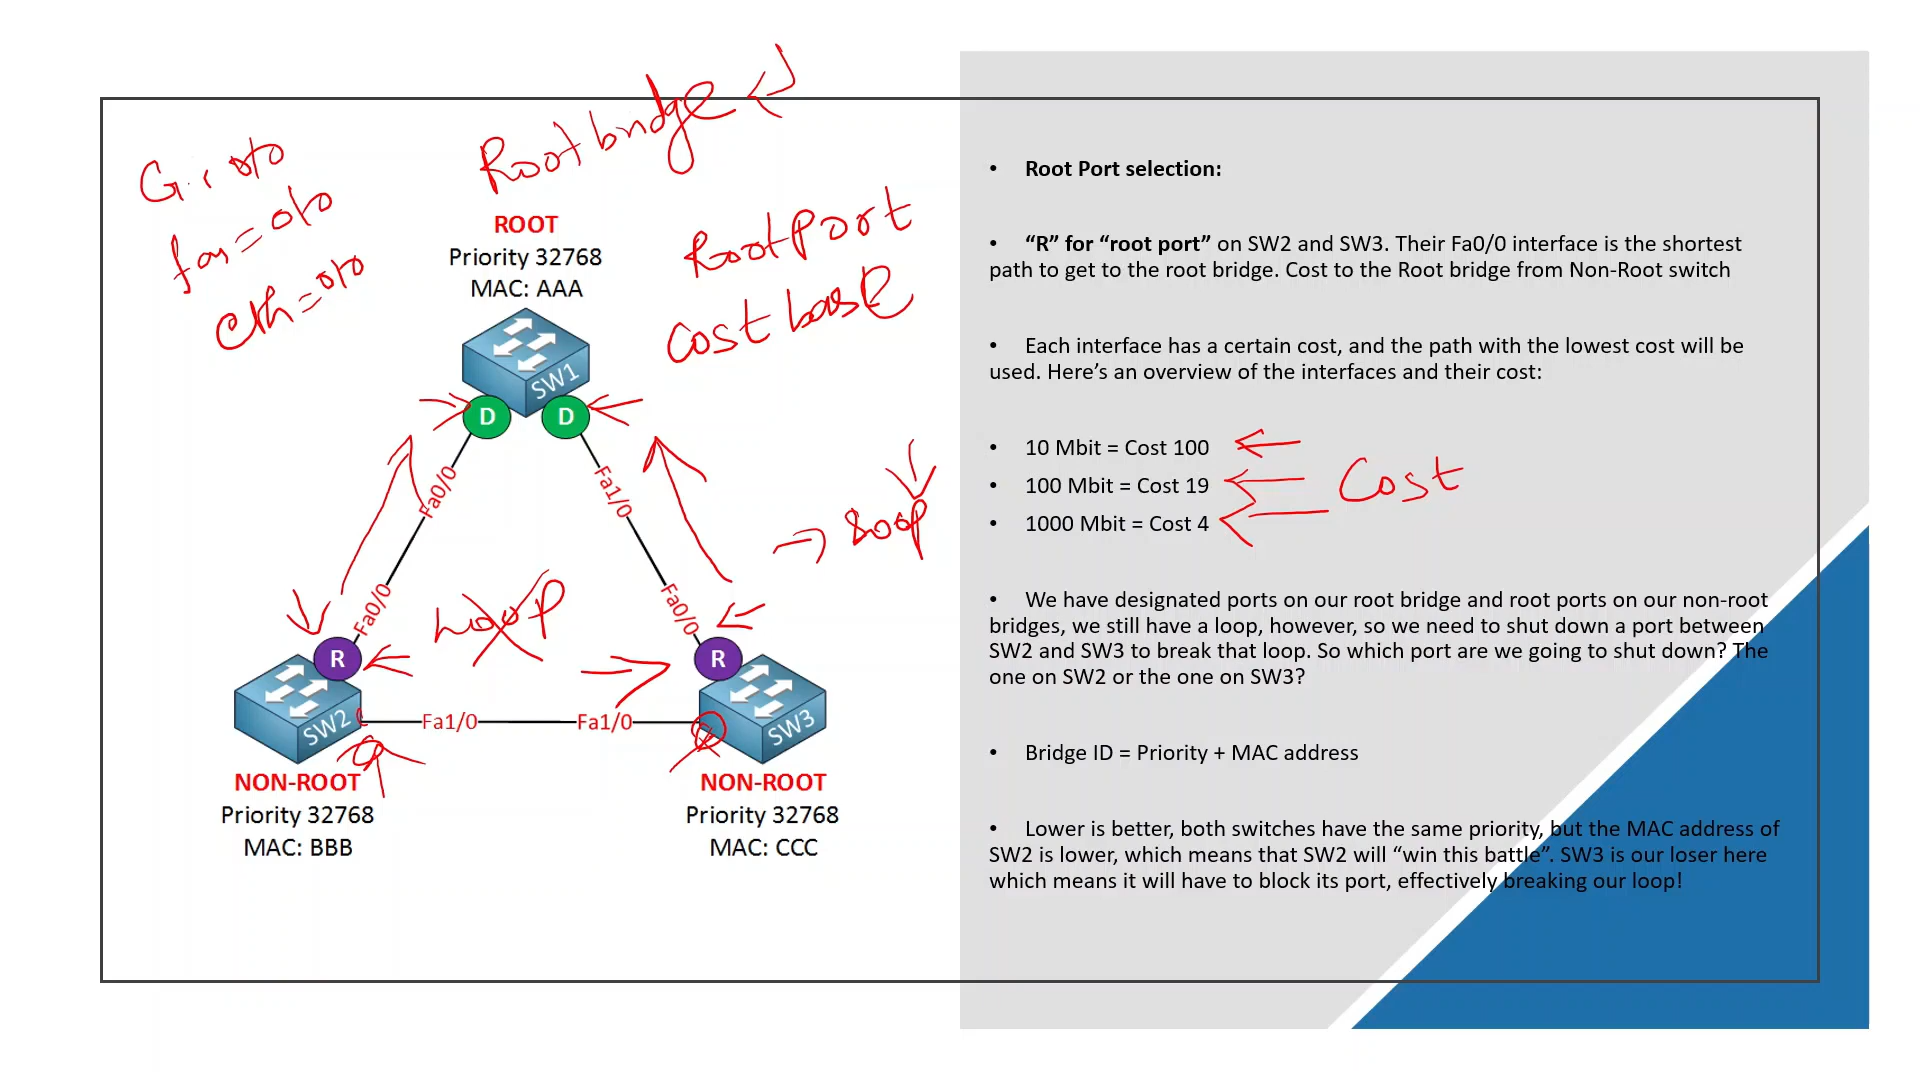 Root bridge
Gi 0/0
fa = 0/0
eth = 0/0
Root Port
Cost base
ROOT
Priority 32768
MAC: AAA
SW1
D
D
Fa0/0
Fa1/0
Loop
Loop
Fa0/0
Fa0/0
R
R
SW2
Fa1/0
Fa1/0
SW3
NON-ROOT
Priority 32768
MAC: BBB
NON-ROOT
Priority 32768
MAC: CCC
• Root Port selection:
• “R” for “root port” on SW2 and SW3. Their Fa0/0 interface is the shortest
path to get to the root bridge. Cost to the Root bridge from Non-Root switch
• Each interface has a certain cost, and the path with the lowest cost will be
used. Here’s an overview of the interfaces and their cost:
• 10 Mbit = Cost 100
• 100 Mbit = Cost 19
• 1000 Mbit = Cost 4
Cost
• We have designated ports on our root bridge and root ports on our non-root
bridges, we still have a loop, however, so we need to shut down a port between
SW2 and SW3 to break that loop. So which port are we going to shut down? The
one on SW2 or the one on SW3?
• Bridge ID = Priority + MAC address
• Lower is better, both switches have the same priority, but the MAC address of
SW2 is lower, which means that SW2 will “win this battle”. SW3 is our loser here
which means it will have to block its port, effectively breaking our loop!